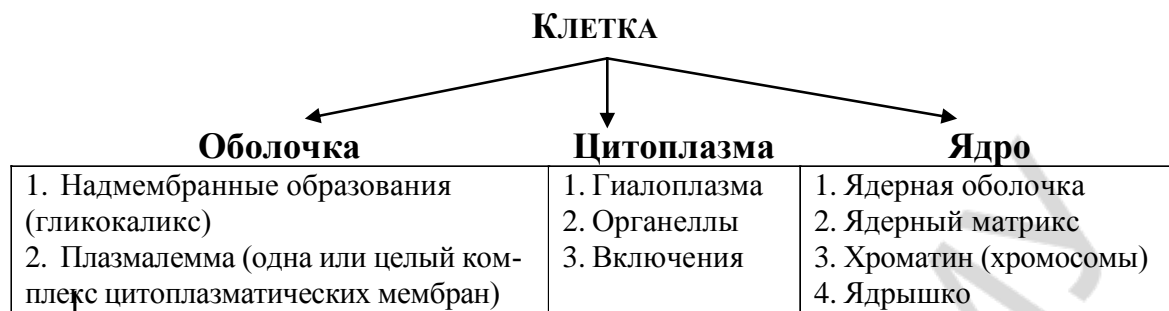 КЛЕТКА
Оболочка
1. Надмембранные образования
(гликокаликс)
2. Плазмалемма (одна или целый ком-
плекс цитоплазматических мембран)
Цитоплазма
1. Гиалоплазма
2. Органеллы
3. Включения
Ядро
1. Ядерная оболочка
2. Ядерный матрикс
3. Хроматин (хромосомы)
4. Ядрышко